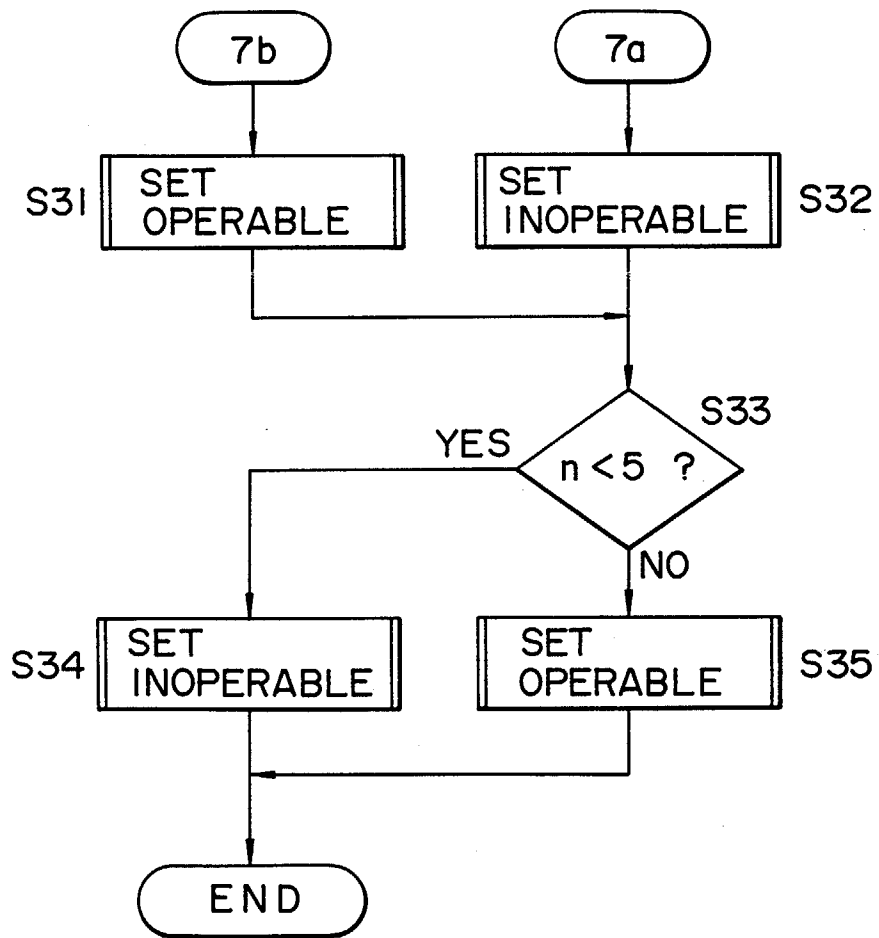 7b
7a
S31
SET
OPERABLE
SET
INOPERABLE
S32
S33
YES
n < 5 ?
NO
S34
SET
INOPERABLE
SET
OPERABLE
S35
END